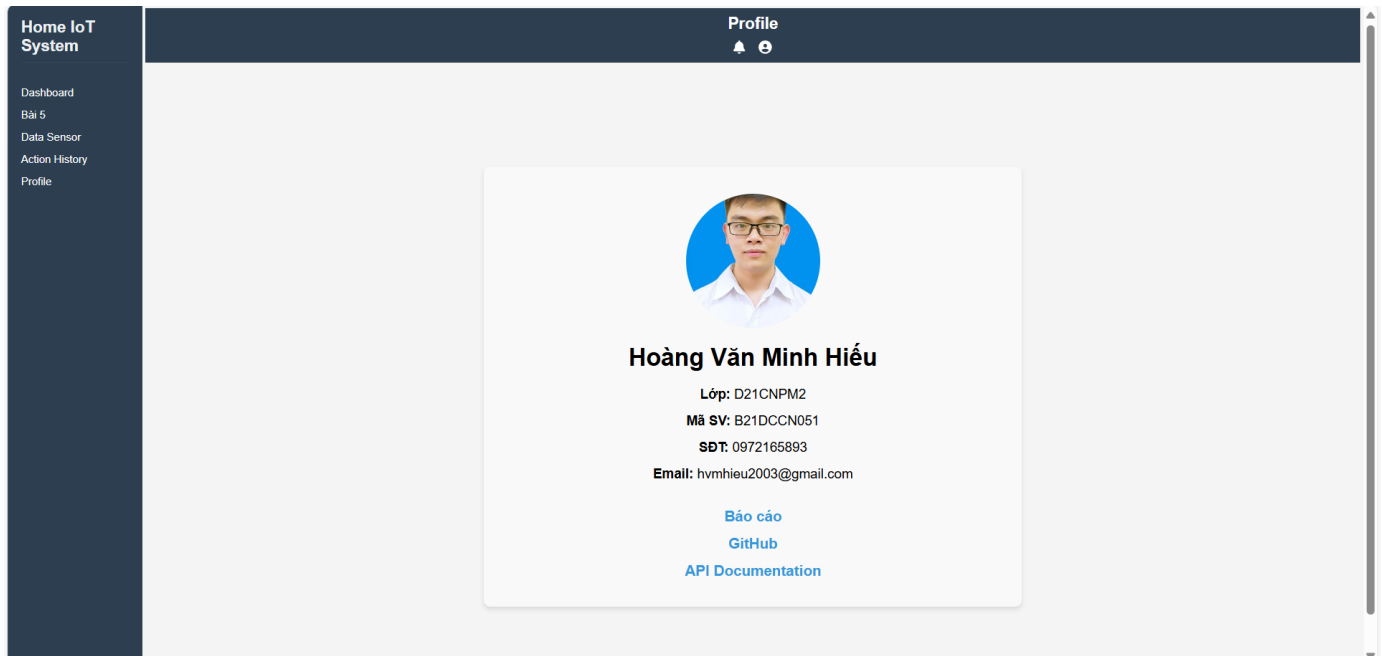 Home IoT
System
Dashboard
Bài 5
Data Sensor
Action History
Profile
Profile
Hoàng Văn Minh Hiếu
Lớp: D21CNPM2
Mã SV: B21DCCN051
SĐT: 0972165893
Email: hvmhieu2003@gmail.com
Báo cáo
GitHub
API Documentation